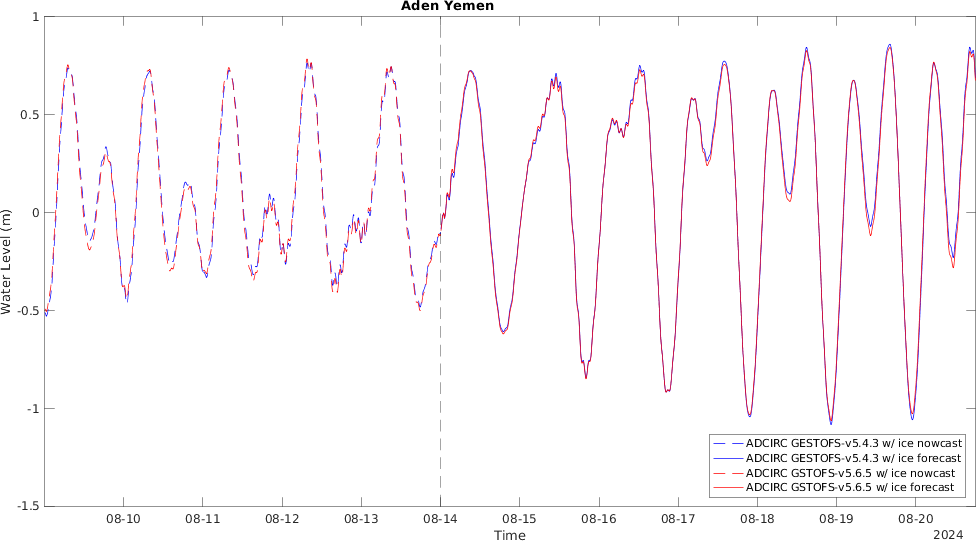 Aden Yemen
1
0.5
0
-0.5
-1
-1.5
Water Level (m)
08-10 08-11 08-12 08-13 08-14 08-15 08-16 08-17 08-18 08-19 08-20
Time
2024
ADCIRC GESTOFS-v5.4.3 w/ ice nowcast
ADCIRC GESTOFS-v5.4.3 w/ ice forecast
ADCIRC GSTOFS-v5.6.5 w/ ice nowcast
ADCIRC GSTOFS-v5.6.5 w/ ice forecast